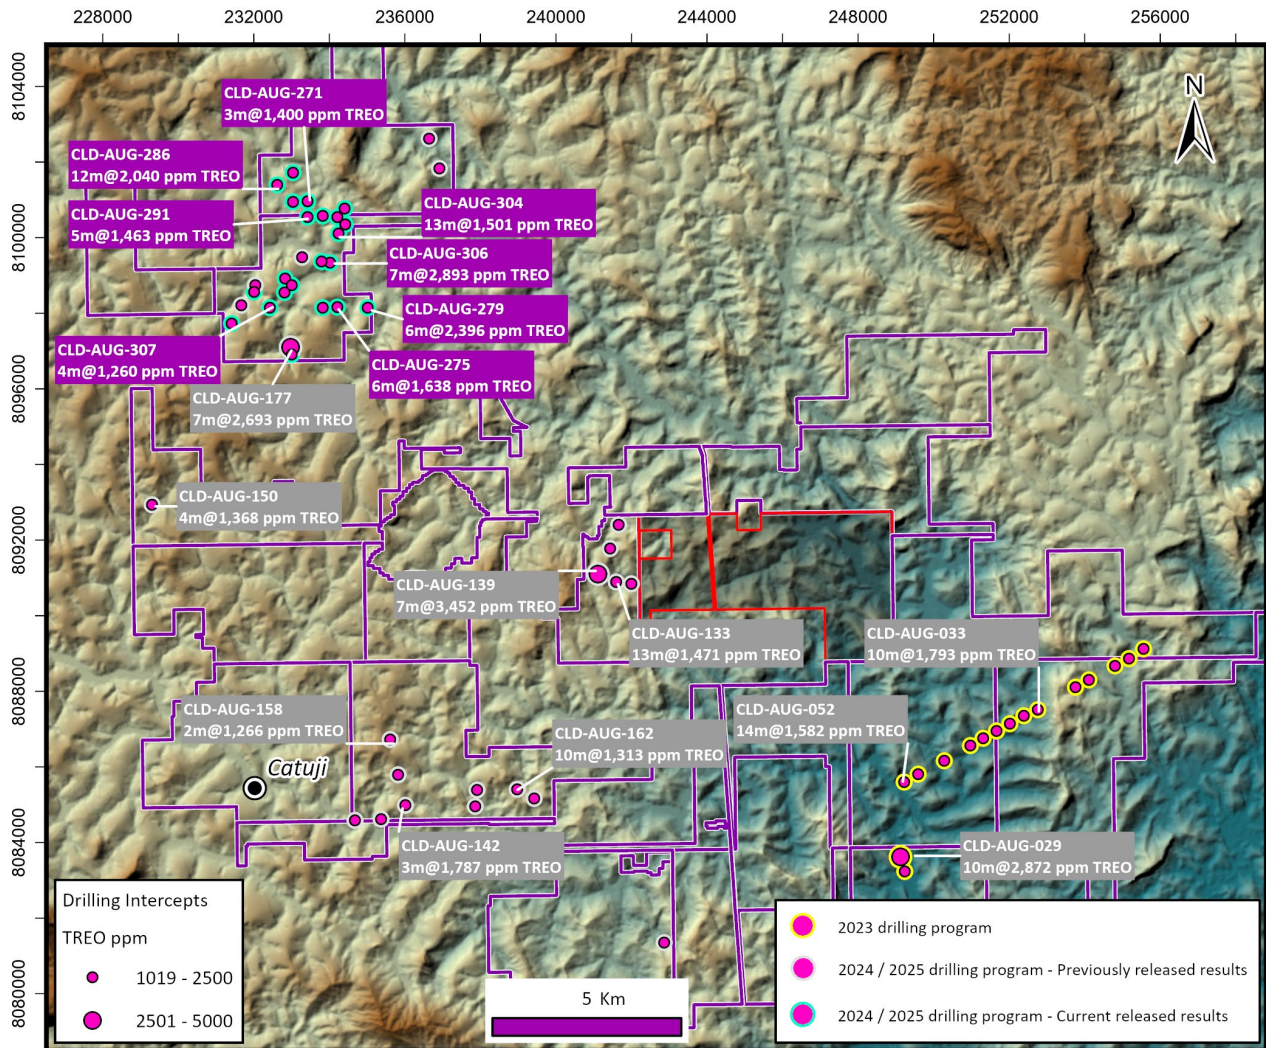 228000
232000
236000
240000
244000
248000
252000
256000
8104000
8100000
8096000
8092000
8088000
8084000
8080000
N
CLD-AUG-271
3m@1,400 ppm TREO
CLD-AUG-286
12m@2,040 ppm TREO
CLD-AUG-291
5m@1,463 ppm TREO
CLD-AUG-304
13m@1,501 ppm TREO
CLD-AUG-306
7m@2,893 ppm TREO
CLD-AUG-279
6m@2,396 ppm TREO
CLD-AUG-307
4m@1,260 ppm TREO
CLD-AUG-275
6m@1,638 ppm TREO
CLD-AUG-177
7m@2,693 ppm TREO
CLD-AUG-150
4m@1,368 ppm TREO
CLD-AUG-139
7m@3,452 ppm TREO
CLD-AUG-133
13m@1,471 ppm TREO
CLD-AUG-033
10m@1,793 ppm TREO
CLD-AUG-158
2m@1,266 ppm TREO
CLD-AUG-052
14m@1,582 ppm TREO
CLD-AUG-162
10m@1,313 ppm TREO
Catuji
CLD-AUG-142
3m@1,787 ppm TREO
CLD-AUG-029
10m@2,872 ppm TREO
Drilling Intercepts
TREO ppm
1019 - 2500
2501 - 5000
5 Km
2023 drilling program
2024 / 2025 drilling program - Previously released results
2024 / 2025 drilling program - Current released results